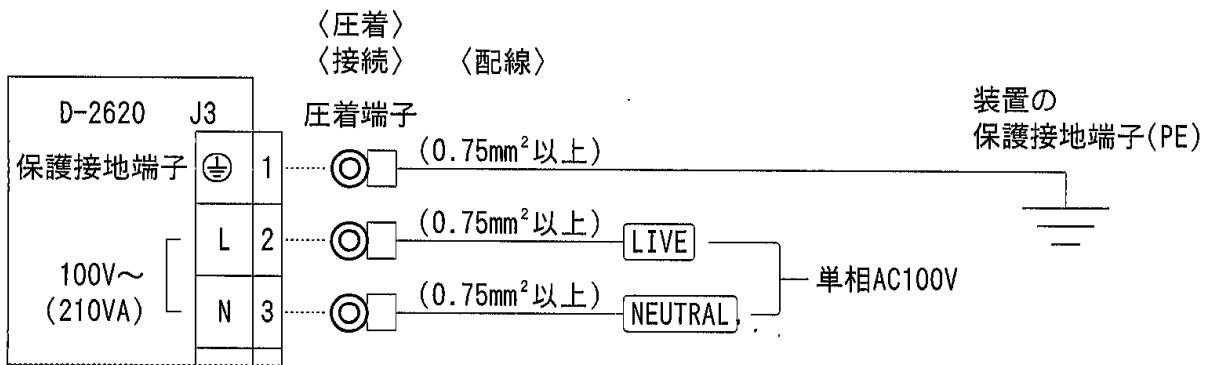 〈圧着〉
〈接続〉 〈配線〉
D-2620 J3 圧着端子
装置の
保護接地端子(PE)
保護接地端子 1 (0.75mm²以上)
L 2 (0.75mm²以上) LIVE
100V～
(210VA)
単相AC100V
N 3 (0.75mm²以上) NEUTRAL